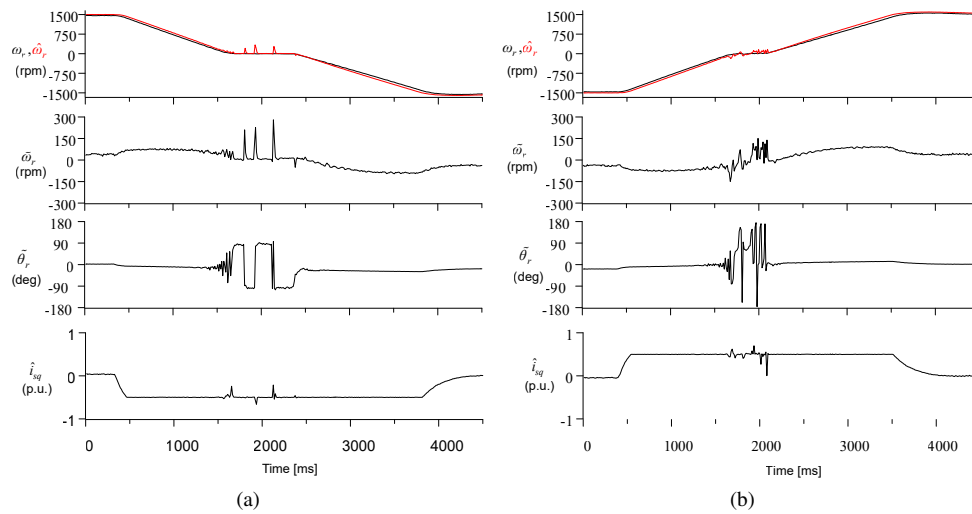 1500
750
0
-750
-1500
ω_r, ω̂_r
(rpm)
300
150
0
-150
-300
ω̃_r
(rpm)
180
90
0
-90
-180
θ̃_r
(deg)
1
0
-1
î_sq
(p.u.)
0 1000 2000 3000 4000
Time [ms]
(a)
1500
750
0
-750
-1500
ω_r, ω̂_r
(rpm)
300
150
0
-150
-300
ω̃_r
(rpm)
180
90
0
-90
-180
θ̃_r
(deg)
1
0
-1
î_sq
(p.u.)
0 1000 2000 3000 4000
Time [ms]
(b)